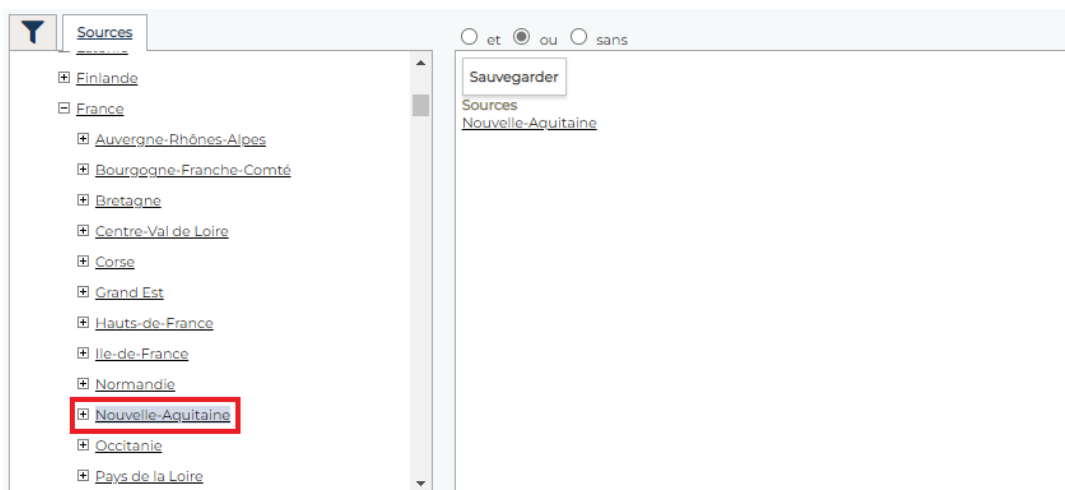 Sources
et ou sans
Finlande
France
Auvergne-Rhônes-Alpes
Bourgogne-Franche-Comté
Bretagne
Centre-Val de Loire
Corse
Grand Est
Hauts-de-France
Ile-de-France
Normandie
Nouvelle-Aquitaine
Occitanie
Pays de la Loire
Sauvegarder
Sources
Nouvelle-Aquitaine